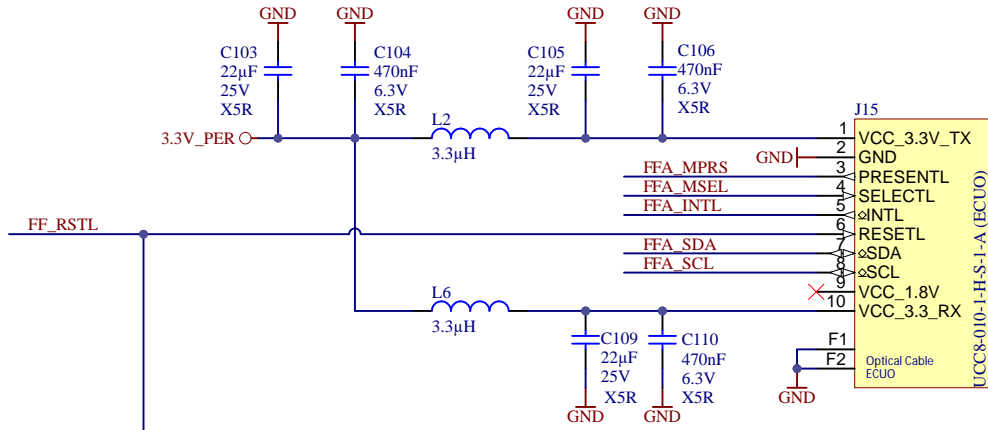 GND
GND
GND
GND
C103
22µF
25V
X5R
C104
470nF
6.3V
X5R
C105
22µF
25V
X5R
C106
470nF
6.3V
X5R
J15
3.3V_PER
L2
3.3µH
1
VCC_3.3V_TX
GND
2
GND
FFA_MPRS
3
PRESENTL
FFA_MSEL
4
SELECTL
FFA_INTL
5
INTL
FF_RSTL
6
RESETL
FFA_SDA
7
SDA
FFA_SCL
8
SCL
9
VCC_1.8V
L6
3.3µH
10
VCC_3.3_RX
C109
22µF
25V
X5R
C110
470nF
6.3V
X5R
F1
F2
Optical Cable
ECUO
GND
GND
GND
UCC8-010-1-H-S-1-A (ECUO)